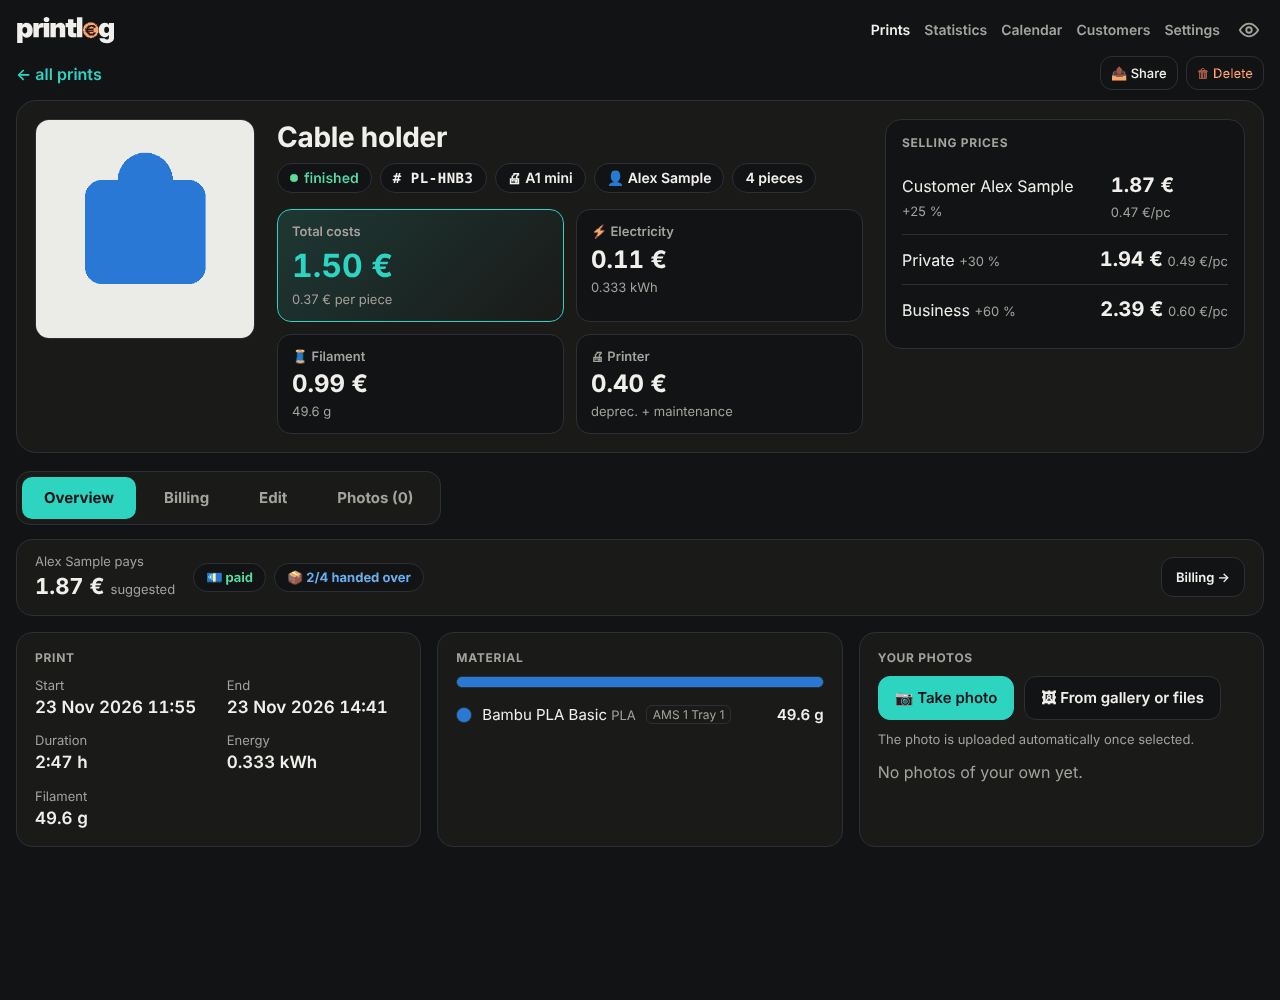 printlog
Prints Statistics Calendar Customers Settings
← all prints
Share
Delete
Cable holder
finished
# PL-HNB3
A1 mini
Alex Sample
4 pieces
Total costs
1.50 €
0.37 € per piece
Electricity
0.11 €
0.333 kWh
Filament
0.99 €
49.6 g
Printer
0.40 €
deprec. + maintenance
SELLING PRICES
Customer Alex Sample 1.87 €
+25 % 0.47 €/pc
Private +30 % 1.94 € 0.49 €/pc
Business +60 % 2.39 € 0.60 €/pc
Overview
Billing
Edit
Photos (0)
Alex Sample pays
1.87 € suggested
paid
2/4 handed over
Billing →
PRINT
Start
23 Nov 2026 11:55
End
23 Nov 2026 14:41
Duration
2:47 h
Energy
0.333 kWh
Filament
49.6 g
MATERIAL
Bambu PLA Basic PLA AMS 1 Tray 1 49.6 g
YOUR PHOTOS
Take photo
From gallery or files
The photo is uploaded automatically once selected.
No photos of your own yet.